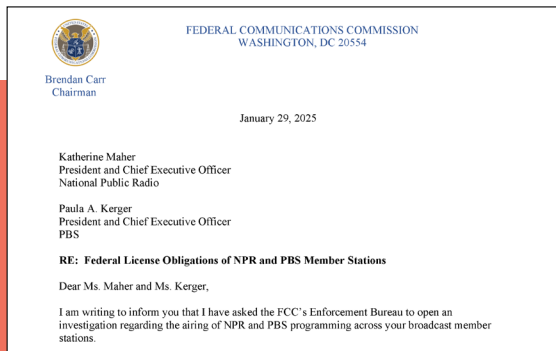 FEDERAL COMMUNICATIONS COMMISSION
WASHINGTON, DC 20554
Brendan Carr
Chairman
January 29, 2025
Katherine Maher
President and Chief Executive Officer
National Public Radio
Paula A. Kerger
President and Chief Executive Officer
PBS
RE: Federal License Obligations of NPR and PBS Member Stations
Dear Ms. Maher and Ms. Kerger,
I am writing to inform you that I have asked the FCC's Enforcement Bureau to open an
investigation regarding the airing of NPR and PBS programming across your broadcast member
stations.